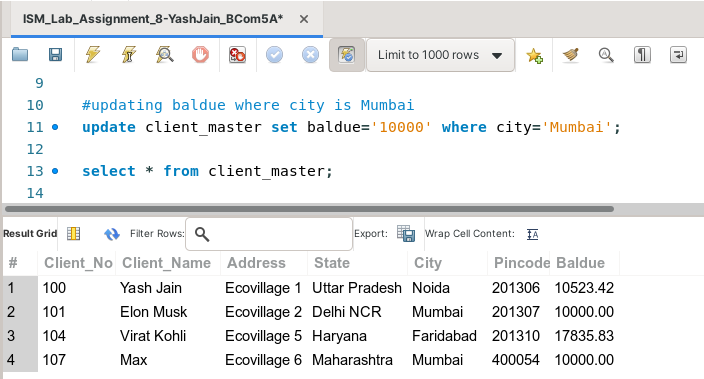 ISM_Lab_Assignment_8-YashJain_BCom5A*
Limit to 1000 rows
9
10 #updating baldue where city is Mumbai
11 update client_master set baldue='10000' where city='Mumbai';
12
13 select * from client_master;
14
Result Grid Filter Rows: Export: Wrap Cell Content: IA
# Client_No Client_Name Address State City Pincode Baldue
1 100 Yash Jain Ecovillage 1 Uttar Pradesh Noida 201306 10523.42
2 101 Elon Musk Ecovillage 2 Delhi NCR Mumbai 201307 10000.00
3 104 Virat Kohli Ecovillage 5 Haryana Faridabad 201310 17835.83
4 107 Max Ecovillage 6 Maharashtra Mumbai 400054 10000.00